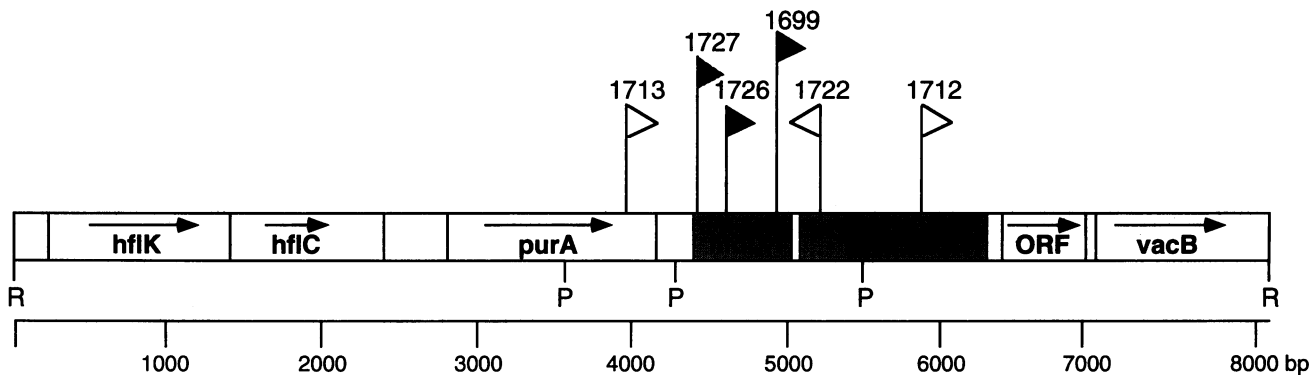 1699
1727
1713 1726 1722 1712
hflK hflC purA ORF vacB
R P P P R
1000 2000 3000 4000 5000 6000 7000 8000 bp